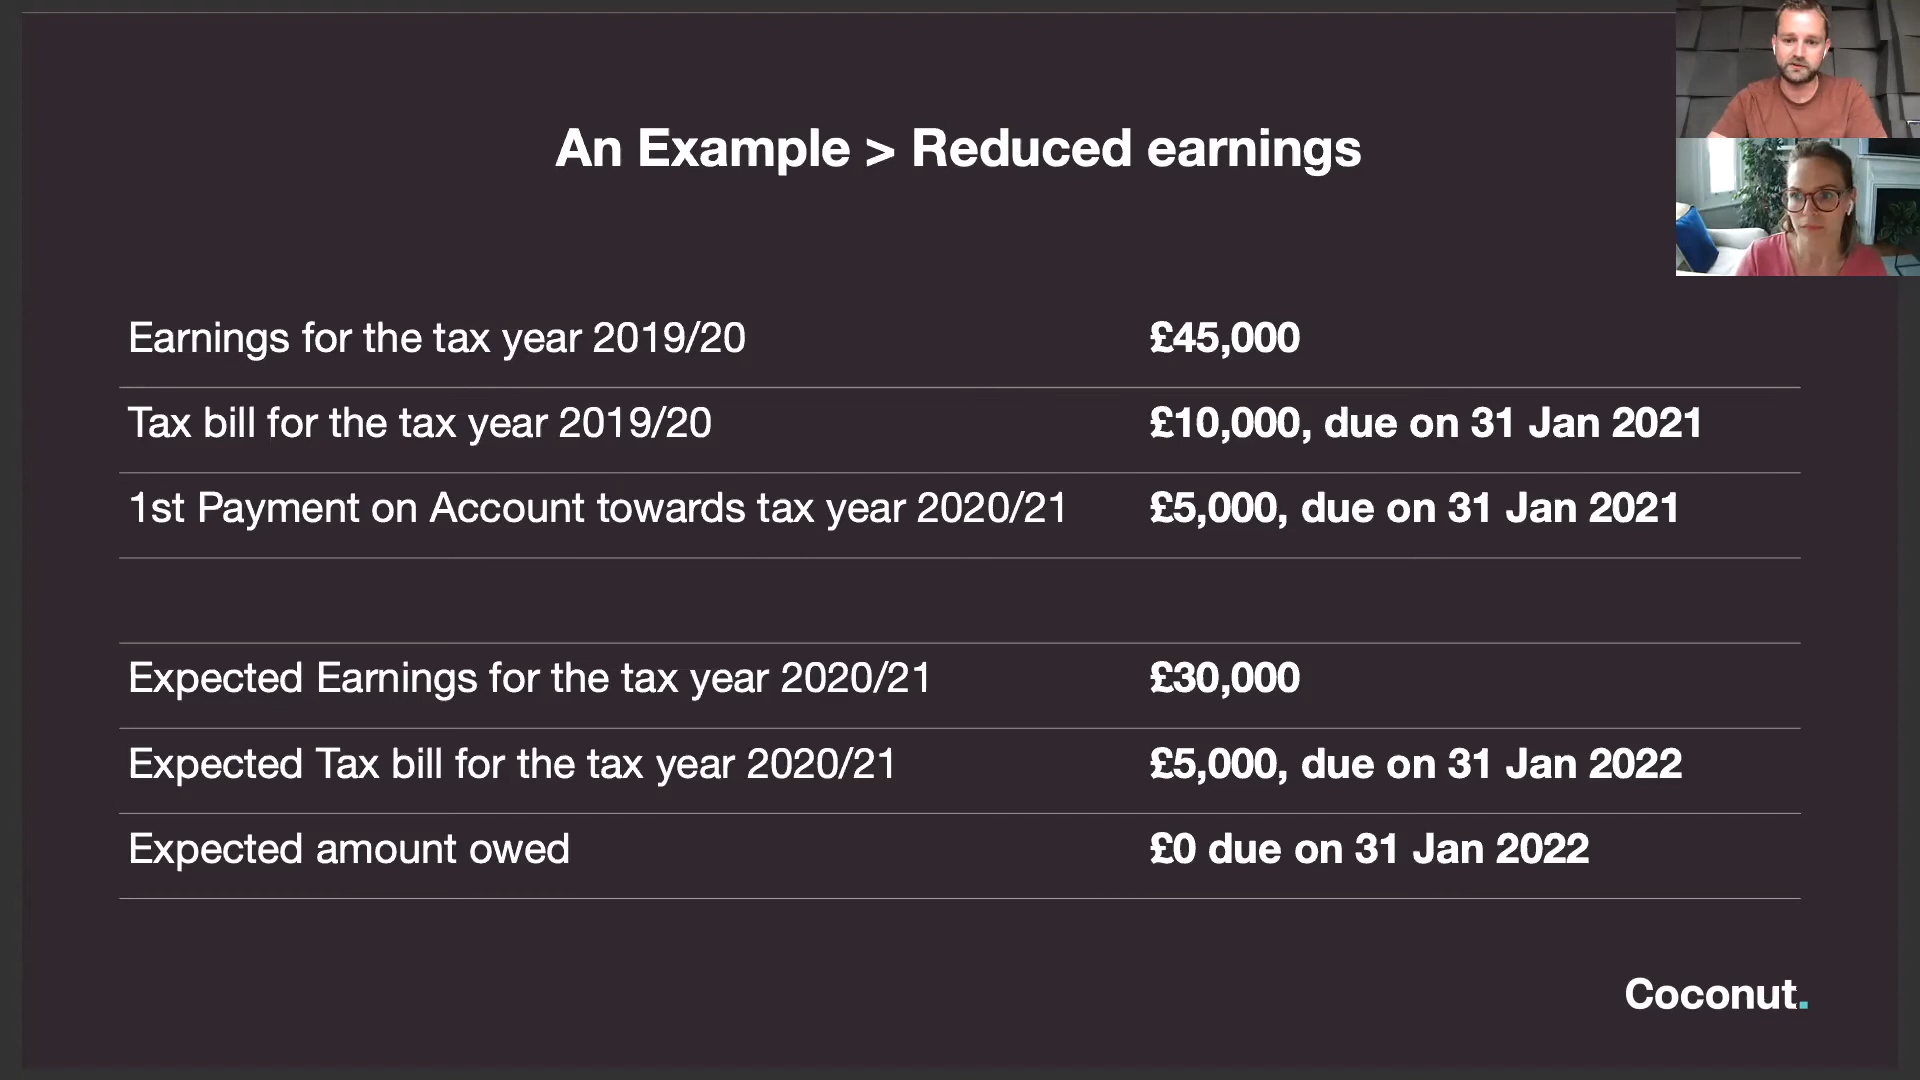 An Example > Reduced earnings
Earnings for the tax year 2019/20 £45,000
Tax bill for the tax year 2019/20 £10,000, due on 31 Jan 2021
1st Payment on Account towards tax year 2020/21 £5,000, due on 31 Jan 2021
Expected Earnings for the tax year 2020/21 £30,000
Expected Tax bill for the tax year 2020/21 £5,000, due on 31 Jan 2022
Expected amount owed £0 due on 31 Jan 2022
Coconut.